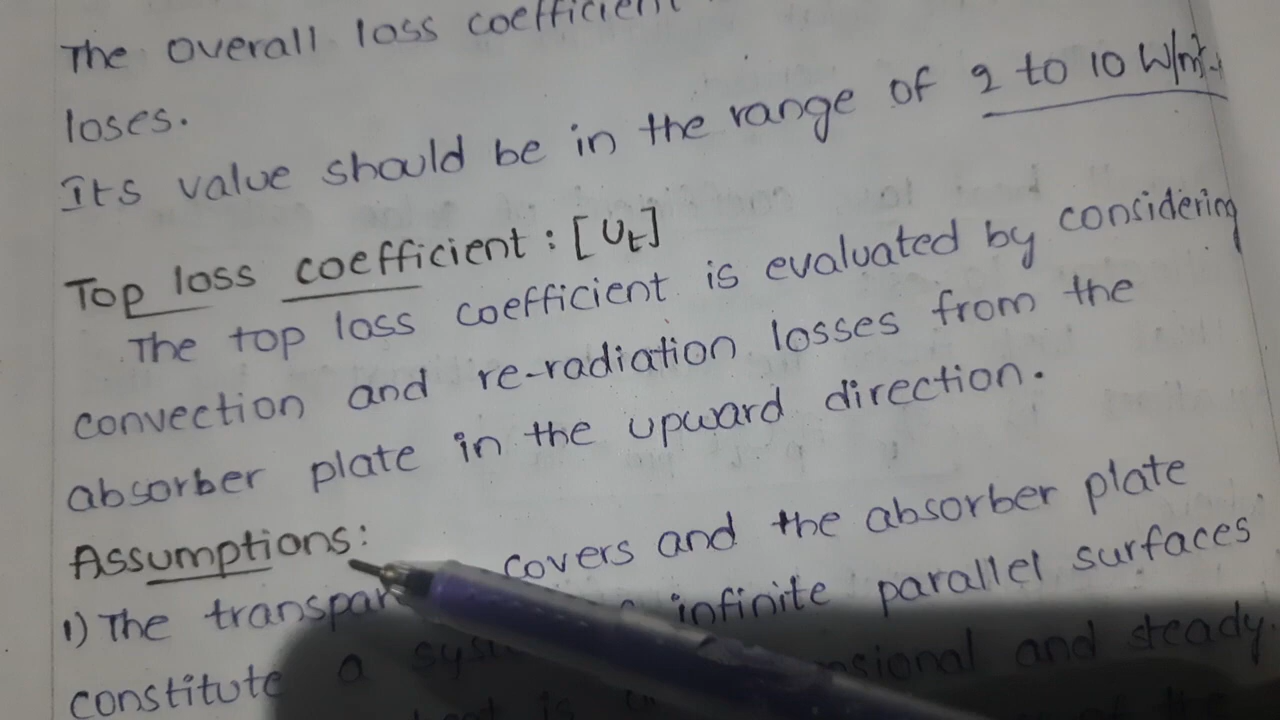 The overall loss coefficient
loses.
Its value should be in the range of 2 to 10 W/m²
Top loss coefficient : [Ut]
The top loss coefficient is evaluated by considering
convection and re-radiation losses from the
absorber plate in the upward direction.
Assumptions:
1) The covers and the absorber plate
constitute a infinite parallel surfaces
and steady